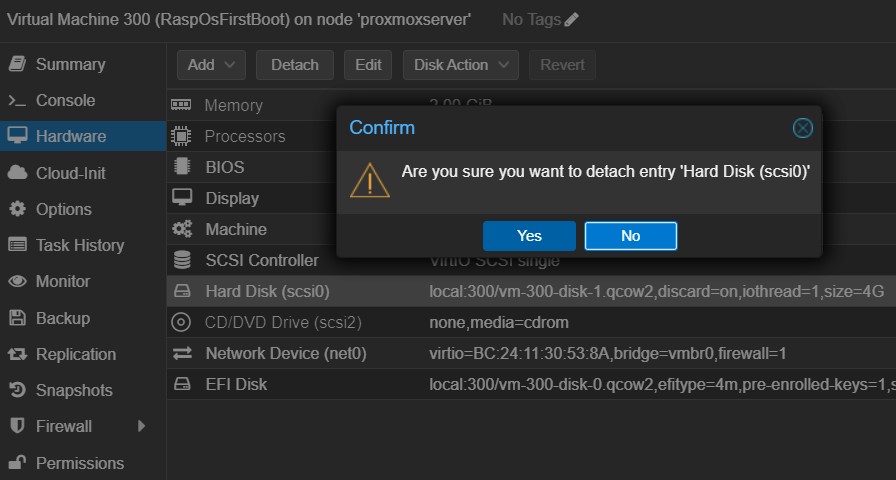 Virtual Machine 300 (RaspOsFirstBoot) on node 'proxmoxserver' No Tags
Summary
Console
Hardware
Cloud-Init
Options
Task History
Monitor
Backup
Replication
Snapshots
Firewall
Permissions
Add Detach Edit Disk Action Revert
Memory 2.00 GiB
Processors
BIOS
Display
Machine
SCSI Controller VirtIO SCSI single
Hard Disk (scsi0) local:300/vm-300-disk-1.qcow2,discard=on,iothread=1,size=4G
CD/DVD Drive (scsi2) none,media=cdrom
Network Device (net0) virtio=BC:24:11:30:53:8A,bridge=vmbr0,firewall=1
EFI Disk local:300/vm-300-disk-0.qcow2,efitype=4m,pre-enrolled-keys=1,s
Confirm
Are you sure you want to detach entry 'Hard Disk (scsi0)'
Yes No